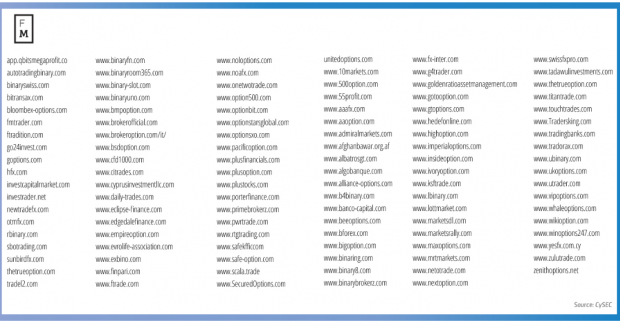 F
M
app.qbitsmegaprofit.co
autotradingbinary.com
binaryswiss.com
bitransax.com
bloombex-options.com
fmtrader.com
ftradition.com
go24invest.com
goptions.com
hfx.com
investcapitalmarket.com
investrader.net
newtradefx.com
otmfx.com
rbinary.com
sbotrading.com
sunbirdfx.com
thetrueoption.com
tradel2.com
www.binaryfn.com
www.binaryroom365.com
www.binary-slot.com
www.binaryuno.com
www.bmpoption.com
www.brokerofficial.com
www.brokeroption.com/it/
www.bsdoption.com
www.cfd1000.com
www.citrades.com
www.cyprusinvestmentllc.com
www.daily-trades.com
www.eclipse-finance.com
www.edgedalefinance.com
www.empireoption.com
www.evrolife-association.com
www.exbino.com
www.finpari.com
www.ftrade.com
www.noloptions.com
www.noafx.com
www.onetwotrade.com
www.option500.com
www.optionbit.com
www.optionstarsglobal.com
www.optionsxo.com
www.pacificoption.com
www.plusfinancials.com
www.plusoption.com
www.plustocks.com
www.porterfinance.com
www.primebrokerz.com
www.pwrtrade.com
www.rtgtrading.com
www.safekfficcom
www.safe-option.com
www.scala.trade
www.SecuredOptions.com
unitedoptions.com
www.10markets.com
www.500option.com
www.55profit.com
www.aaafx.com
www.aaoption.com
www.admiralmarkets.com
www.afghanbawar.org.af
www.albatrosgt.com
www.algobanque.com
www.alliance-options.com
www.b4binary.com
www.banco-capital.com
www.beeoptions.com
www.bforex.com
www.bigoption.com
www.binaring.com
www.binary8.com
www.binarybrokerz.com
www.fx-inter.com
www.g4trader.com
www.goldenratioassetmanagement.com
www.gotooption.com
www.gtoptions.com
www.hedefonline.com
www.highoption.com
www.imperialoptions.com
www.insideoption.com
www.ivoryoption.com
www.ksftrade.com
www.lbinary.com
www.lottmarket.com
www.marketsdl.com
www.marketsrally.com
www.maxoptions.com
www.mrtmarkets.com
www.netotrade.com
www.nextoption.com
www.swissfxpro.com
www.tadawulinvestments.com
www.thetrueoption
www.titantrade.com
www.touchtrades.com
www.Tradersking.com
www.tradingbanks.com
www.tradorax.com
www.ubinary.com
www.ukoptions.com
www.utrader.com
www.vipoptions.com
www.whaleoptions.com
www.wikioption.com
www.winoptions247.com
www.yesfx.com.cy
www.zulutrade.com
zenithoptions.net
Source: CySEC